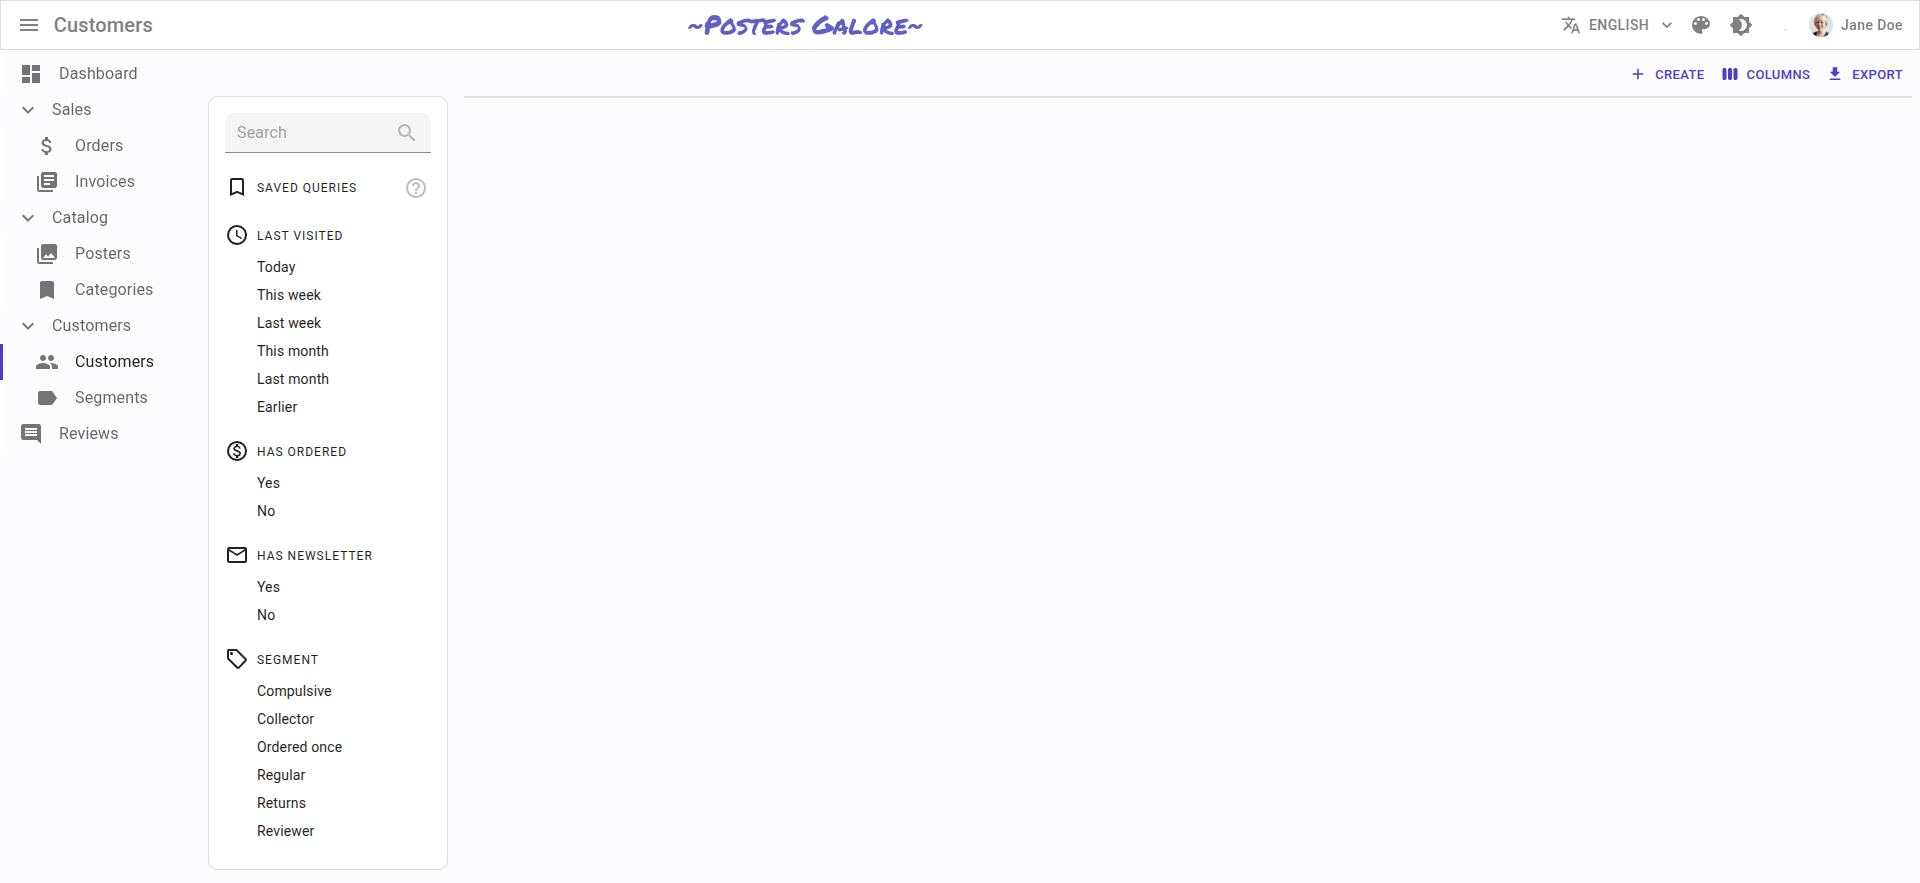 Customers
~Posters Galore~
ENGLISH
Jane Doe
Dashboard
Sales
Orders
Invoices
Catalog
Posters
Categories
Customers
Customers
Segments
Reviews
CREATE
COLUMNS
EXPORT
Search
SAVED QUERIES
LAST VISITED
Today
This week
Last week
This month
Last month
Earlier
HAS ORDERED
Yes
No
HAS NEWSLETTER
Yes
No
SEGMENT
Compulsive
Collector
Ordered once
Regular
Returns
Reviewer